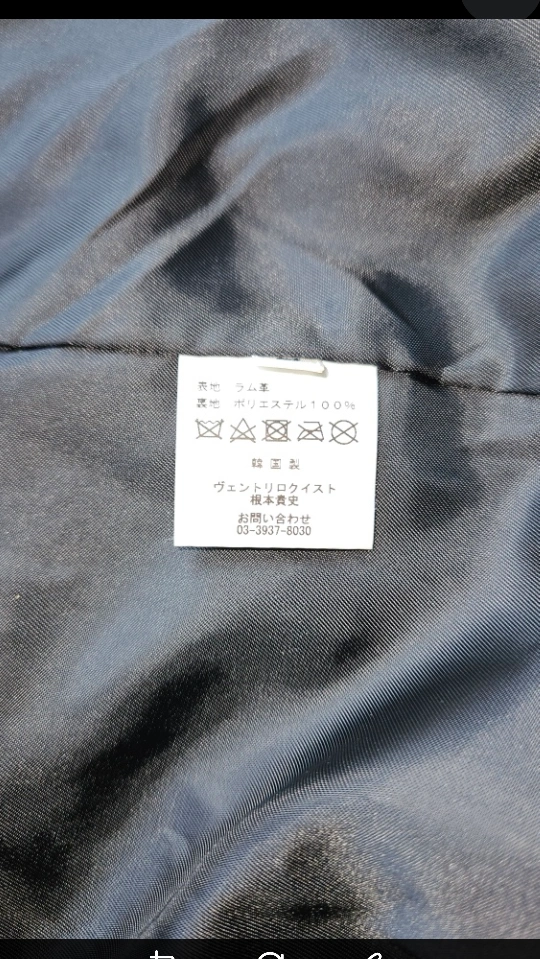 表地 ラム革
裏地 ポリエステル100%
韓国製
ヴェントリロクイスト
根本貴史
お問い合わせ
03-3937-8030